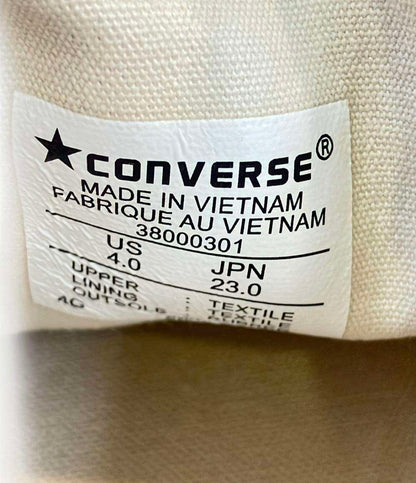 ★CONVERSE®
MADE IN VIETNAM
FABRIQUE AU VIETNAM
38000301
US JPN
4.0 23.0
UPPER : TEXTILE
LINING : TEXTILE
OUTSOLE :